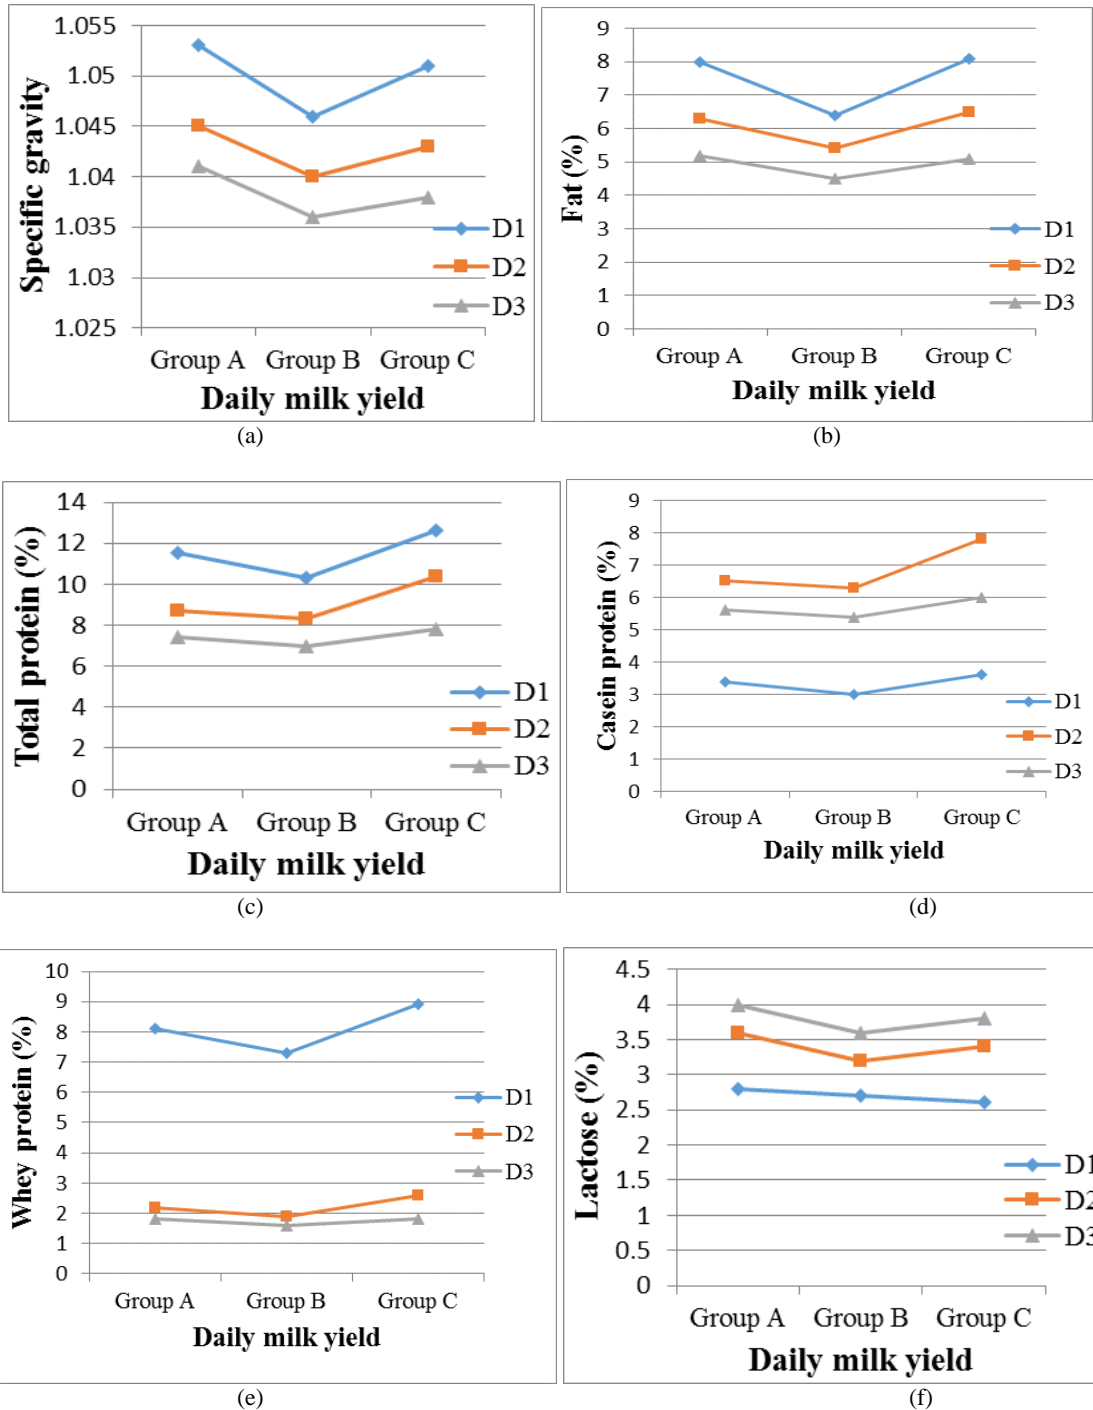 1.055
1.05
1.045
1.04
1.035
1.03
1.025
Specific gravity
D1
D2
D3
Group A Group B Group C
Daily milk yield
(a)
9
8
7
6
5
4
3
2
1
0
Fat (%)
D1
D2
D3
Group A Group B Group C
Daily milk yield
(b)
14
12
10
8
6
4
2
0
Total protein (%)
D1
D2
D3
Group A Group B Group C
Daily milk yield
(c)
9
8
7
6
5
4
3
2
1
0
Casein protein (%)
D1
D2
D3
Group A Group B Group C
Daily milk yield
(d)
10
9
8
7
6
5
4
3
2
1
0
Whey protein (%)
D1
D2
D3
Group A Group B Group C
Daily milk yield
(e)
4.5
4
3.5
3
2.5
2
1.5
1
0.5
0
Lactose (%)
D1
D2
D3
Group A Group B Group C
Daily milk yield
(f)